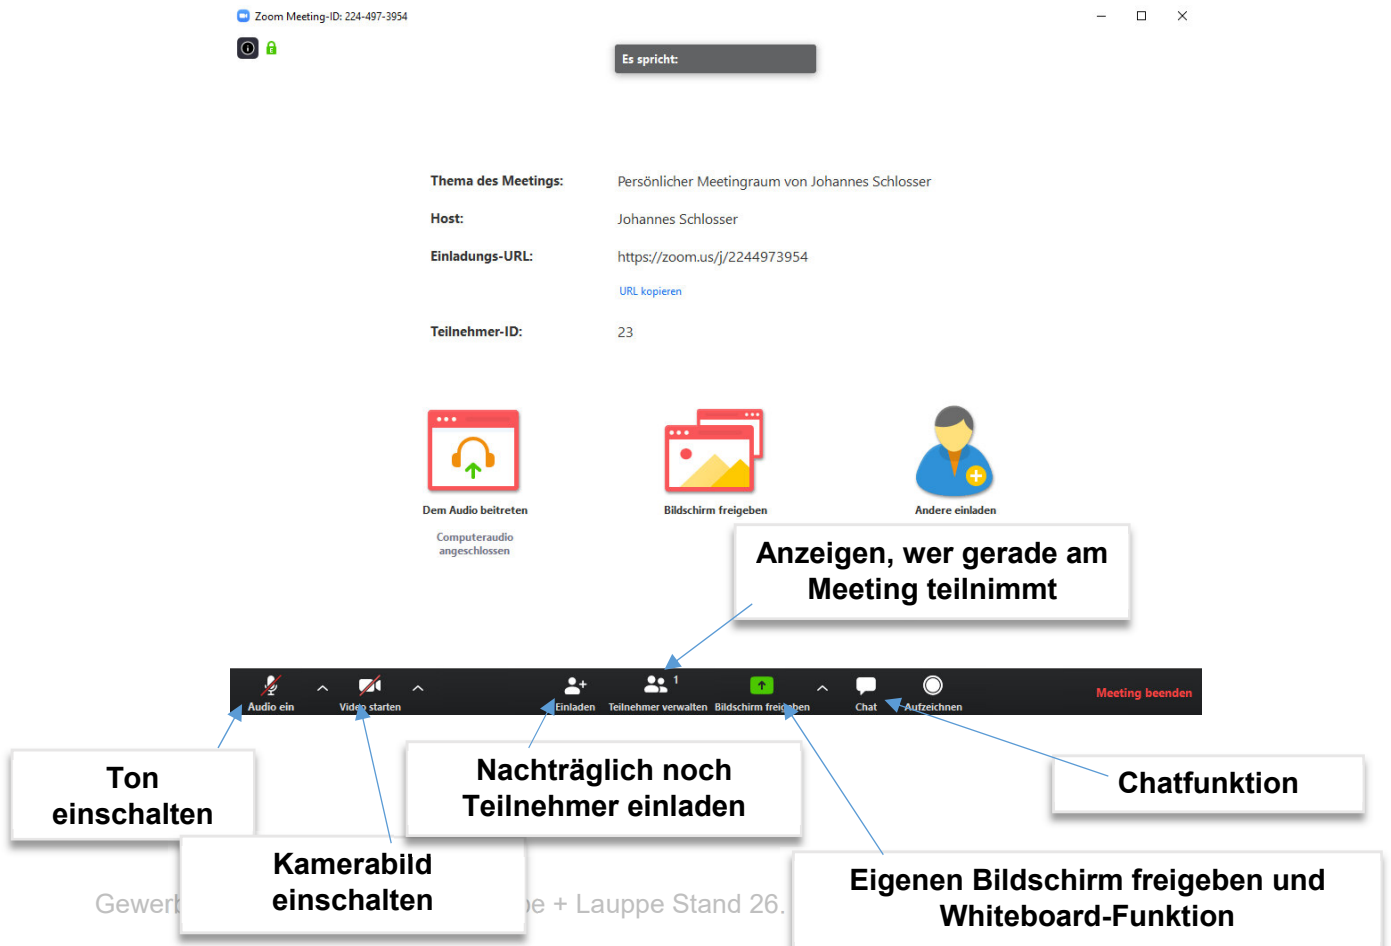 Zoom Meeting-ID: 224-497-3954
Es spricht:
Thema des Meetings: Persönlicher Meetingraum von Johannes Schlosser
Host: Johannes Schlosser
Einladungs-URL: https://zoom.us/j/2244973954
URL kopieren
Teilnehmer-ID: 23
Dem Audio beitreten
Computeraudio
angeschlossen
Bildschirm freigeben
Andere einladen
Anzeigen, wer gerade am
Meeting teilnimmt
1
Audio ein
Video starten
Einladen
Teilnehmer verwalten
Bildschirm freigeben
Chat
Aufzeichnen
Meeting beenden
Ton
einschalten
Nachträglich noch
Teilnehmer einladen
Chatfunktion
Kamerabild
einschalten
Eigenen Bildschirm freigeben und
Whiteboard-Funktion
+ Lauppe Stand 26.